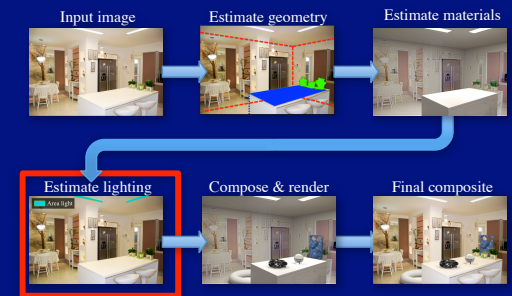 Input image
Estimate geometry
Estimate materials
Estimate lighting
Area light
Compose & render
Final composite